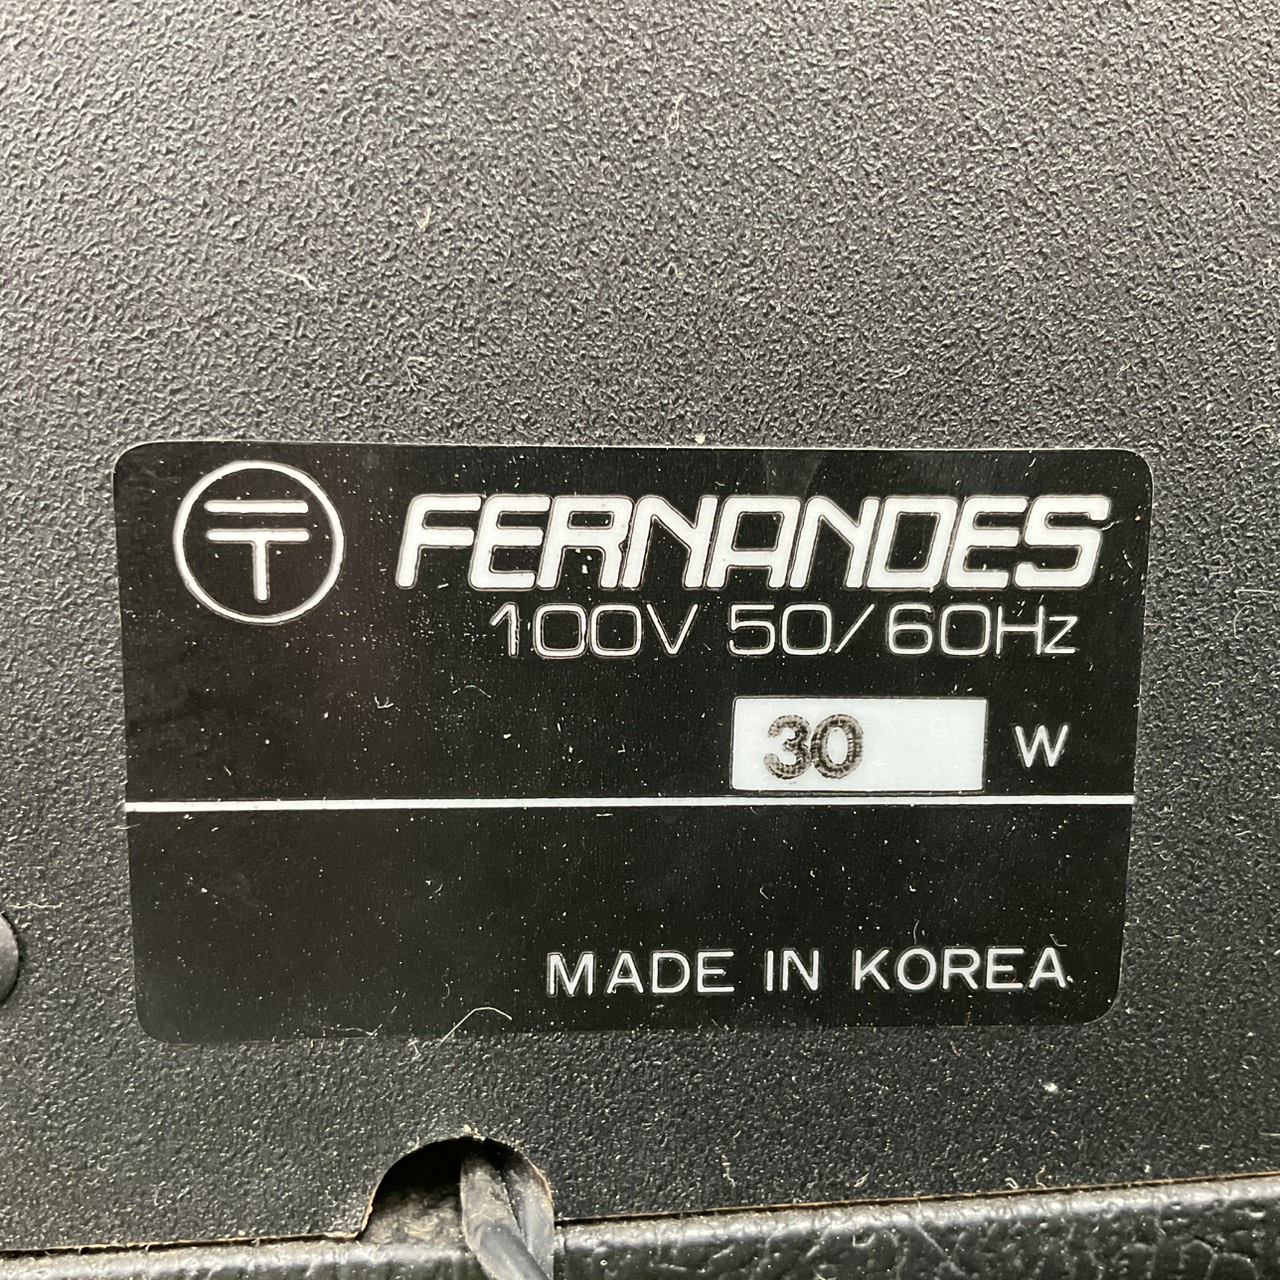 〒
FERNANDES
100V 50/60Hz
30 W
MADE IN KOREA